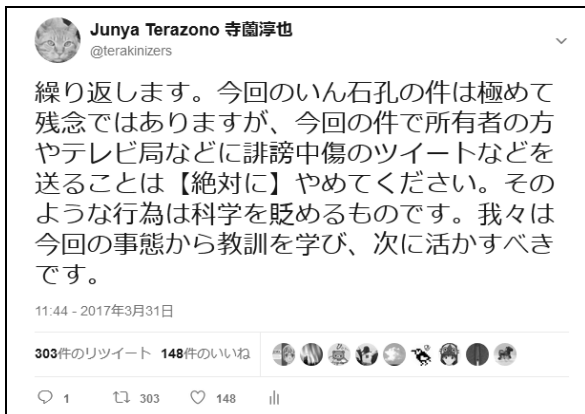 Junya Terazono 寺薗淳也
@terakinizers
繰り返します。今回のいん石孔の件は極めて
残念ではありますが、今回の件で所有者の方
やテレビ局などに誹謗中傷のツイートなどを
送ることは【絶対に】やめてください。その
ような行為は科学を貶めるものです。我々は
今回の事態から教訓を学び、次に活かすべき
です。
11:44 - 2017年3月31日
303件のリツイート 148件のいいね
1 303 148